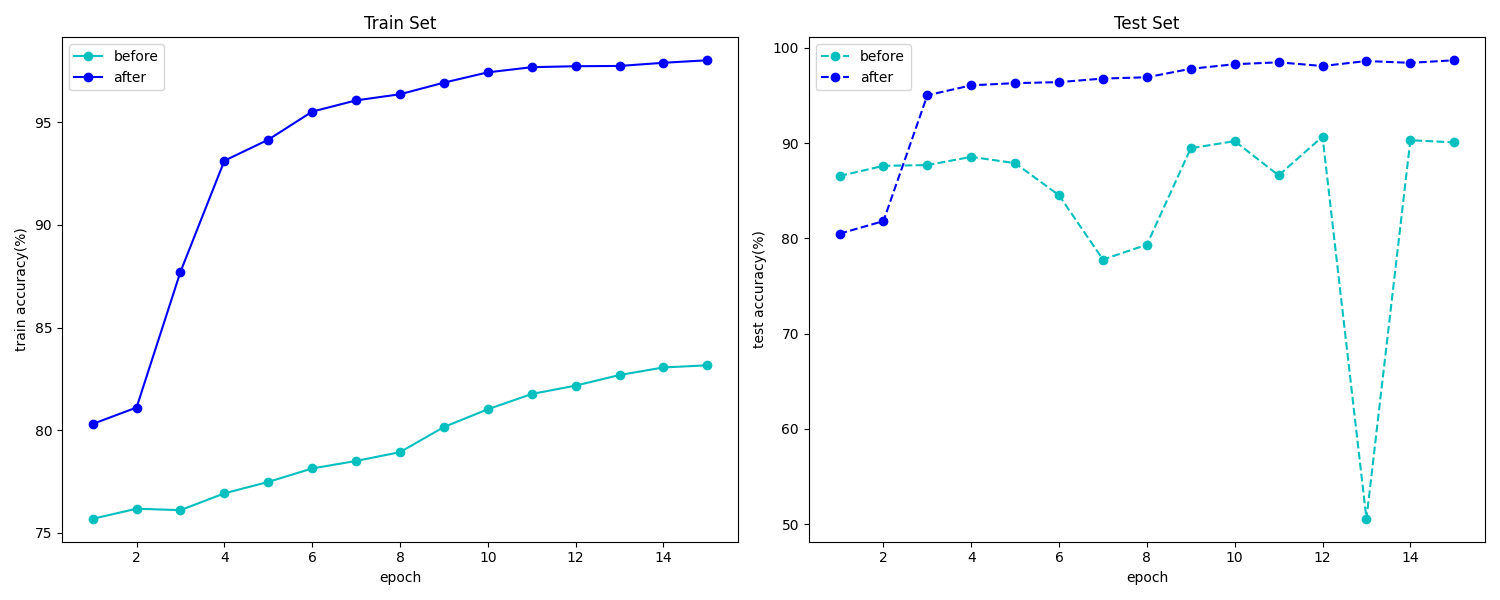 Train Set
before
after
95
90
85
80
75
train accuracy(%)
2 4 6 8 10 12 14
epoch
Test Set
before
after
100
90
80
70
60
50
test accuracy(%)
2 4 6 8 10 12 14
epoch